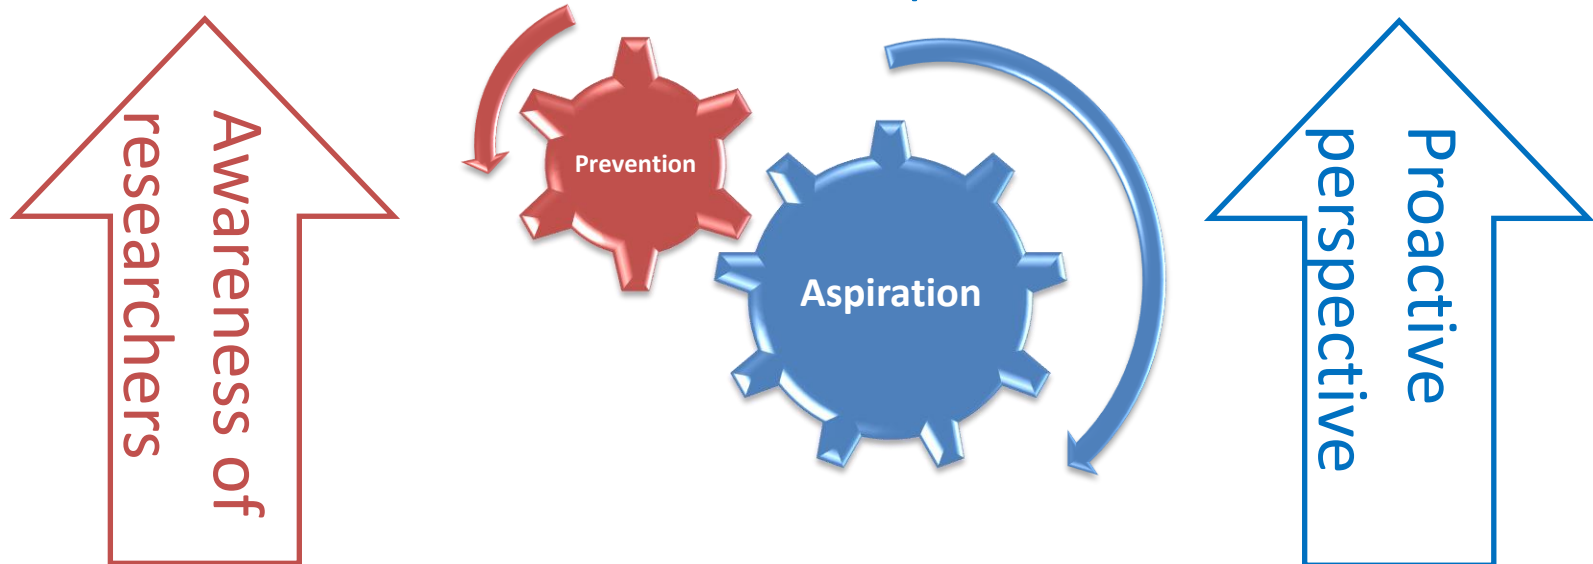 Awareness of
researchers
Prevention
Aspiration
Proactive
perspective